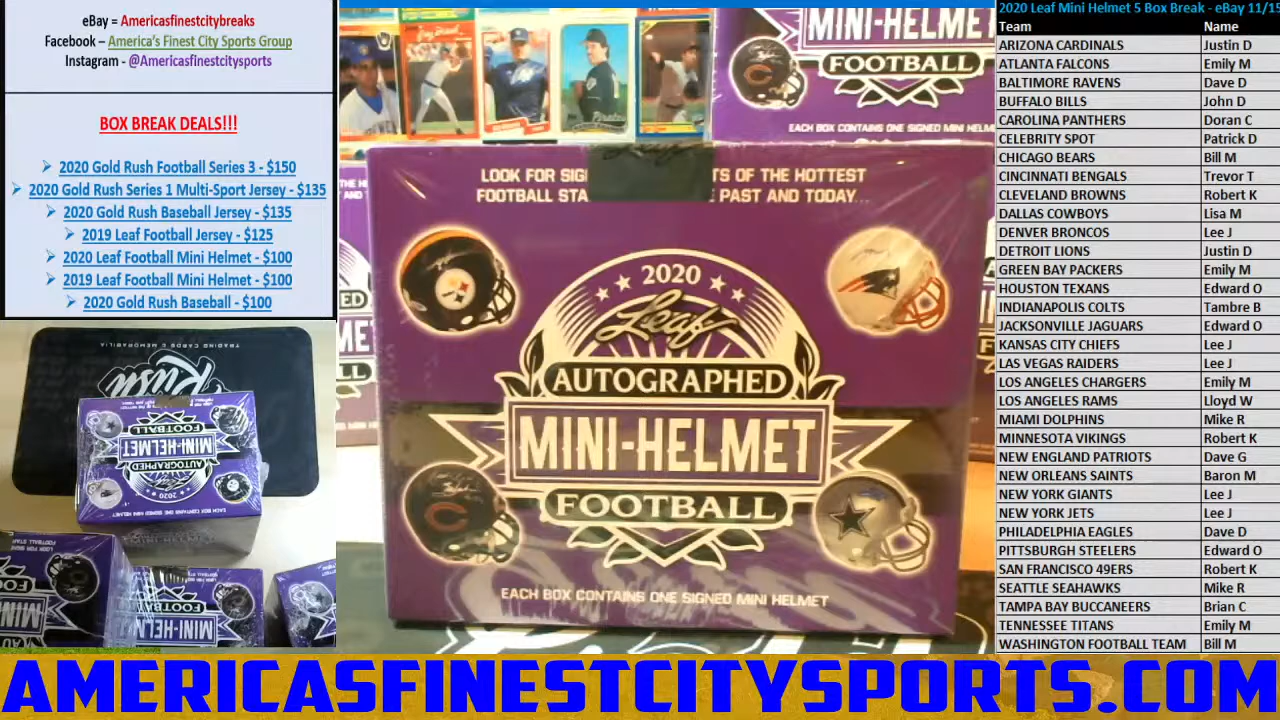 eBay = Americasfinestcitybreaks
Facebook – America's Finest City Sports Group
Instagram - @Americasfinestcitysports
BOX BREAK DEALS!!!
2020 Gold Rush Football Series 3 - $150
2020 Gold Rush Series 1 Multi-Sport Jersey - $135
2020 Gold Rush Baseball Jersey - $135
2019 Leaf Football Jersey - $125
2020 Leaf Football Mini Helmet - $100
2019 Leaf Football Mini Helmet - $100
2020 Gold Rush Baseball - $100
TRADING CARDS & MEMORABILIA
Rush
FOOTBALL
MINI-HELMET
AUTOGRAPHED
2020
EACH BOX CONTAINS ONE SIGNED MINI HELMET
MINI-HELMET
FOOTBALL
EACH BOX CONTAINS ONE SIGNED MINI HELM
LOOK FOR SIG TS OF THE HOTTEST
FOOTBALL STA PAST AND TODAY...
2020
Leaf
AUTOGRAPHED
MINI-HELMET
FOOTBALL
EACH BOX CONTAINS ONE SIGNED MINI HELMET
2020 Leaf Mini Helmet 5 Box Break - eBay 11/15
Team Name
ARIZONA CARDINALS Justin D
ATLANTA FALCONS Emily M
BALTIMORE RAVENS Dave D
BUFFALO BILLS John D
CAROLINA PANTHERS Doran C
CELEBRITY SPOT Patrick D
CHICAGO BEARS Bill M
CINCINNATI BENGALS Trevor T
CLEVELAND BROWNS Robert K
DALLAS COWBOYS Lisa M
DENVER BRONCOS Lee J
DETROIT LIONS Justin D
GREEN BAY PACKERS Emily M
HOUSTON TEXANS Edward O
INDIANAPOLIS COLTS Tambre B
JACKSONVILLE JAGUARS Edward O
KANSAS CITY CHIEFS Lee J
LAS VEGAS RAIDERS Lee J
LOS ANGELES CHARGERS Emily M
LOS ANGELES RAMS Lloyd W
MIAMI DOLPHINS Mike R
MINNESOTA VIKINGS Robert K
NEW ENGLAND PATRIOTS Dave G
NEW ORLEANS SAINTS Baron M
NEW YORK GIANTS Lee J
NEW YORK JETS Lee J
PHILADELPHIA EAGLES Dave D
PITTSBURGH STEELERS Edward O
SAN FRANCISCO 49ERS Robert K
SEATTLE SEAHAWKS Mike R
TAMPA BAY BUCCANEERS Brian C
TENNESSEE TITANS Emily M
WASHINGTON FOOTBALL TEAM Bill M
AMERICASFINESTCITYSPORTS.COM